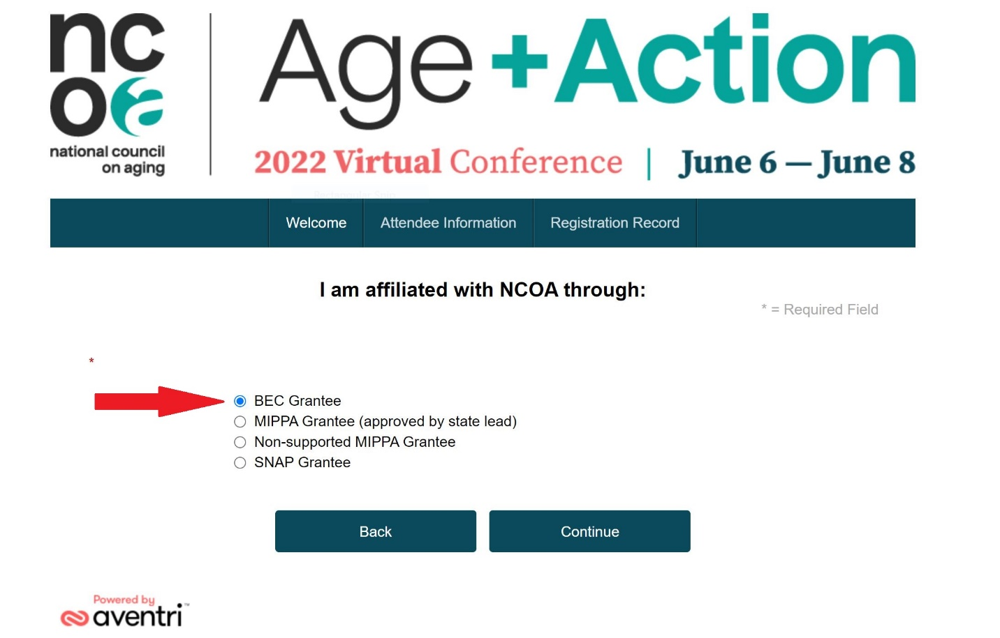 nc
oa
national council
on aging
Age+Action
2022 Virtual Conference | June 6 — June 8
Rectangular Snip
Welcome
Attendee Information
Registration Record
I am affiliated with NCOA through:
* = Required Field
*
BEC Grantee
MIPPA Grantee (approved by state lead)
Non-supported MIPPA Grantee
SNAP Grantee
Back
Continue
Powered by
aventri™